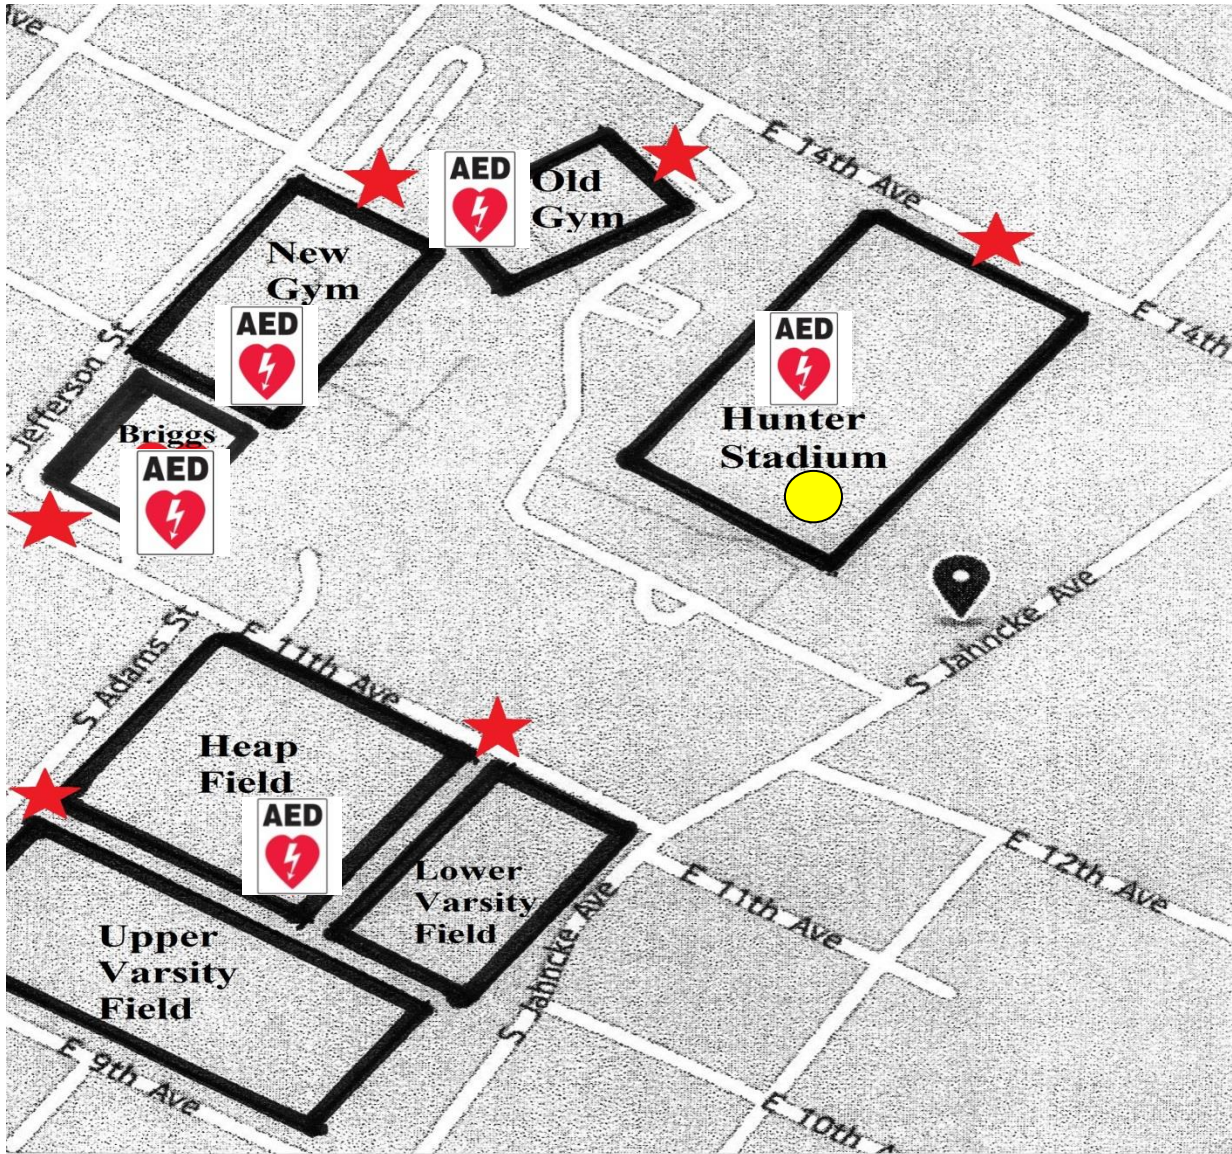 Ave
E 14th Ave
AED
Old
Gym
New
Gym
E 14th
AED
AED
S Jefferson St
Hunter
Stadium
Briggs
AED
S Jahncke Ave
S Adams St
E 11th Ave
Heap
Field
AED
E 12th Ave
Lower
Varsity
Field
E 11th Ave
Upper
Varsity
Field
S Jahncke Ave
E 9th Ave
E 10th A